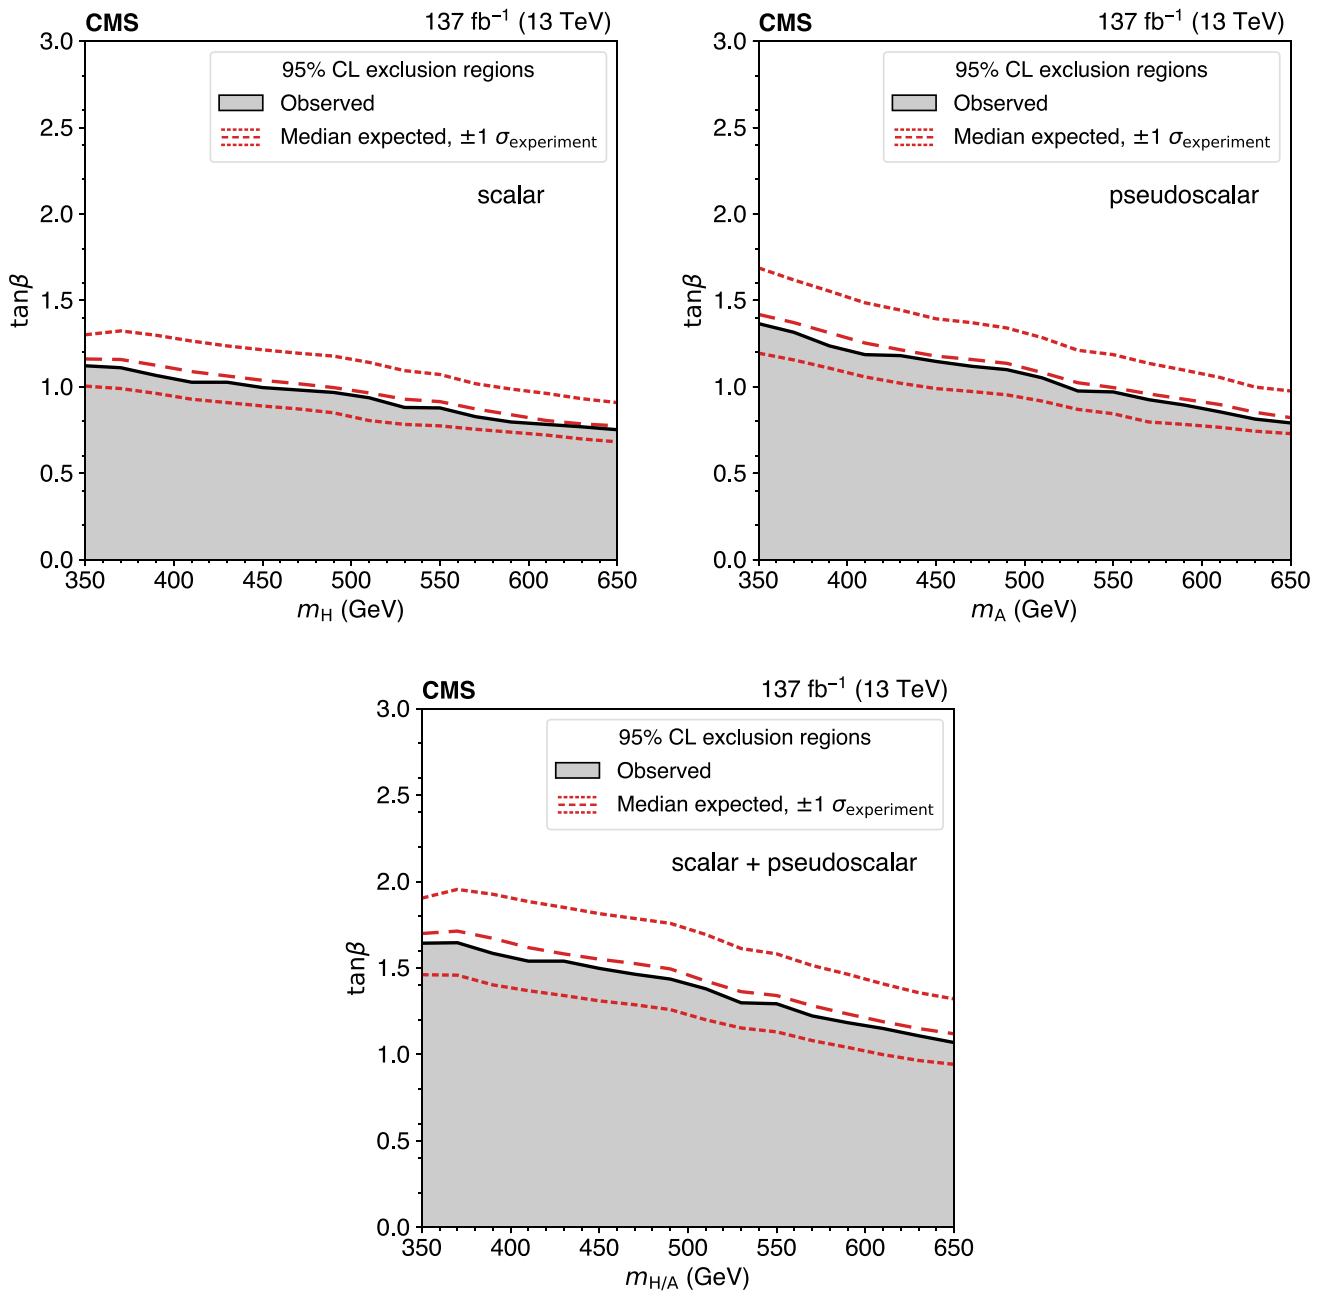 CMS 137 fb⁻¹ (13 TeV)
3.0
2.5
2.0
1.5
1.0
0.5
0.0
tanβ
95% CL exclusion regions
Observed
Median expected, ±1 σexperiment
scalar
350 400 450 500 550 600 650
mH (GeV)
CMS 137 fb⁻¹ (13 TeV)
3.0
2.5
2.0
1.5
1.0
0.5
0.0
tanβ
95% CL exclusion regions
Observed
Median expected, ±1 σexperiment
pseudoscalar
350 400 450 500 550 600 650
mA (GeV)
CMS 137 fb⁻¹ (13 TeV)
3.0
2.5
2.0
1.5
1.0
0.5
0.0
tanβ
95% CL exclusion regions
Observed
Median expected, ±1 σexperiment
scalar + pseudoscalar
350 400 450 500 550 600 650
mH/A (GeV)